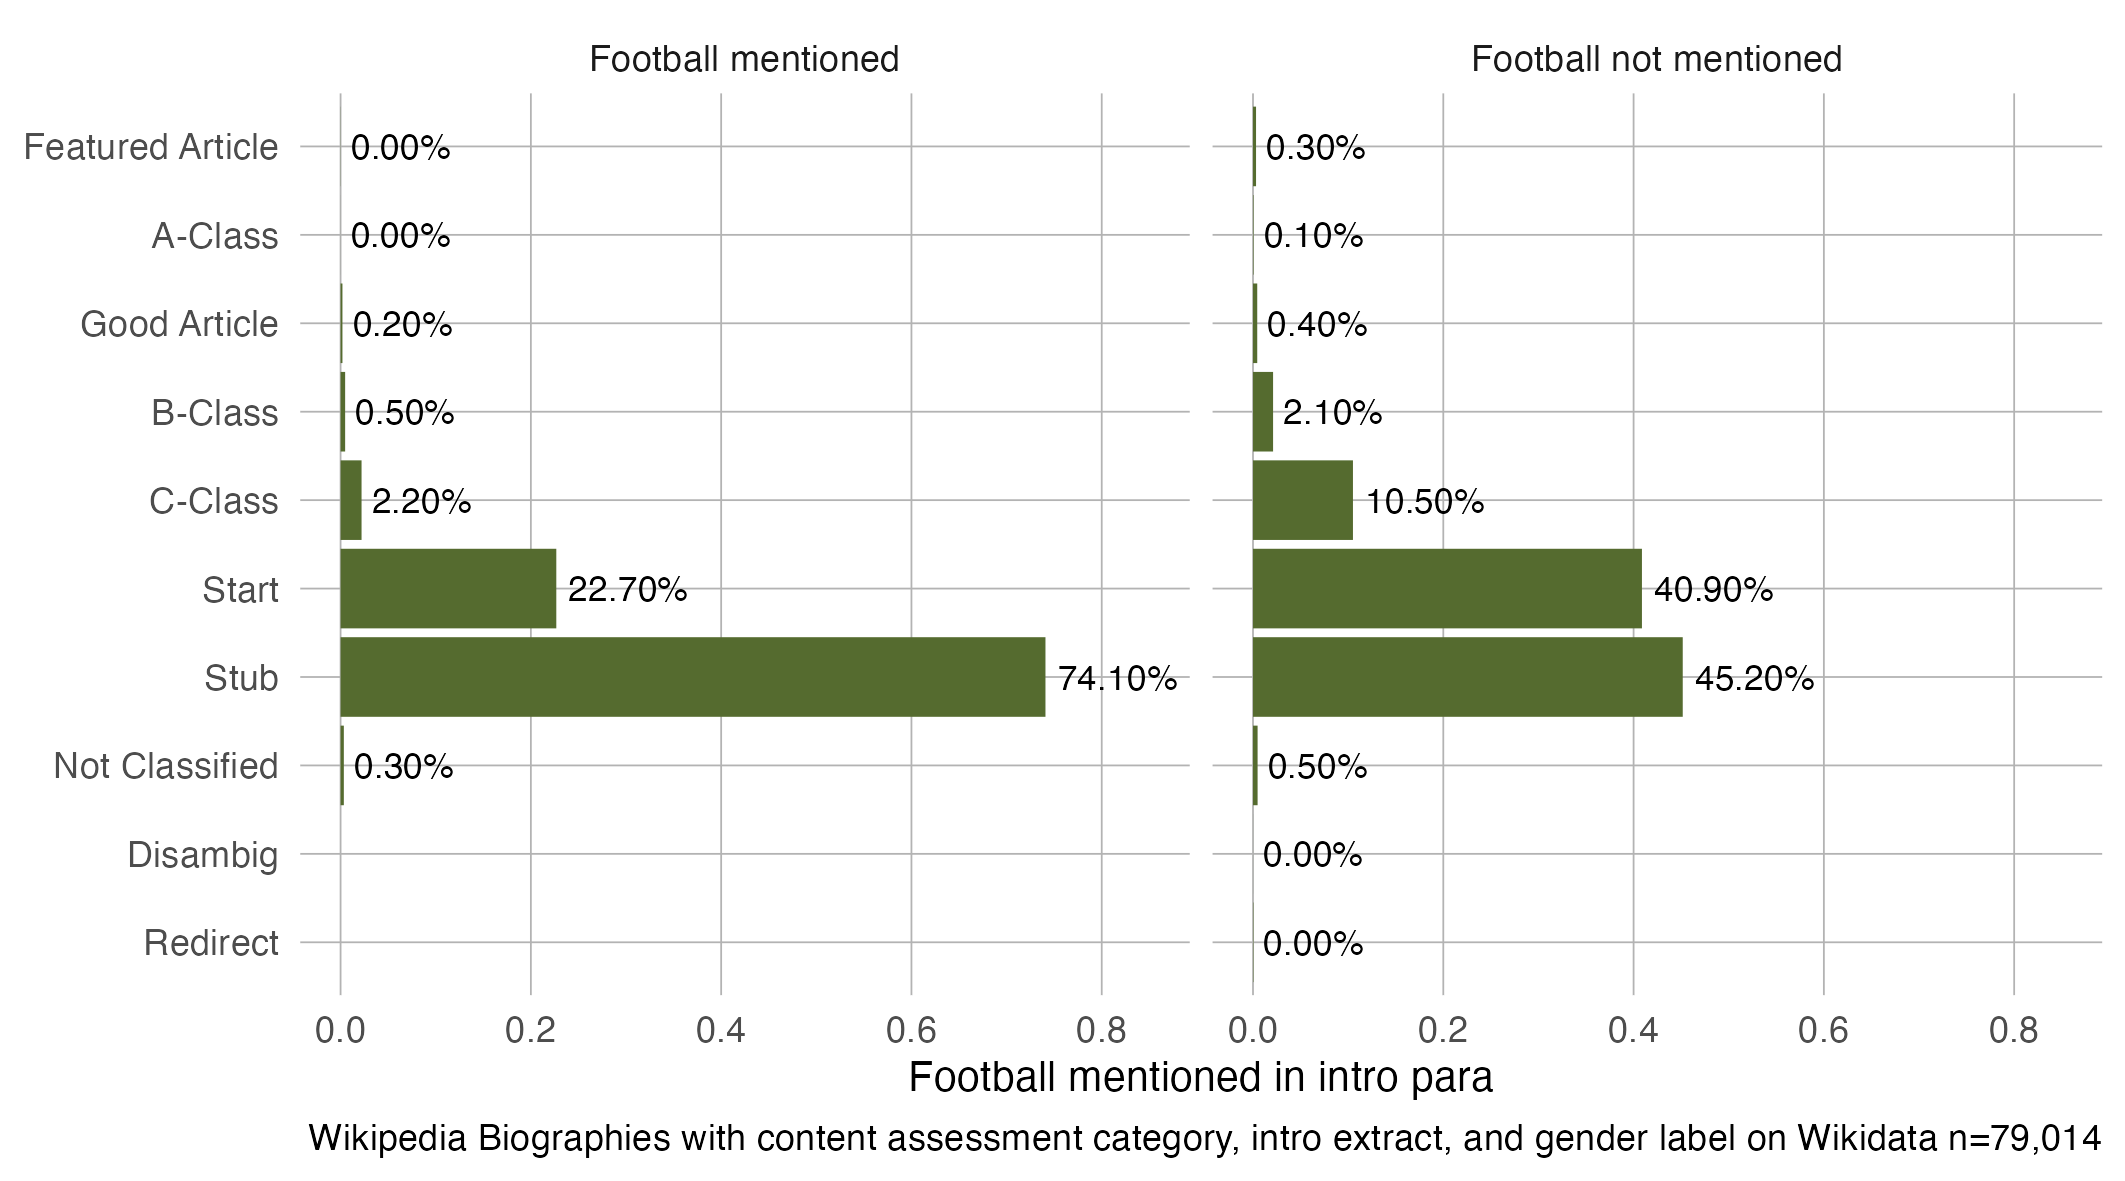 Football mentioned Football not mentioned
Featured Article 0.00% 0.30%
A-Class 0.00% 0.10%
Good Article 0.20% 0.40%
B-Class 0.50% 2.10%
C-Class 2.20% 10.50%
Start 22.70% 40.90%
Stub 74.10% 45.20%
Not Classified 0.30% 0.50%
Disambig 0.00%
Redirect 0.00%
0.0 0.2 0.4 0.6 0.8 0.0 0.2 0.4 0.6 0.8
Football mentioned in intro para
Wikipedia Biographies with content assessment category, intro extract, and gender label on Wikidata n=79,014